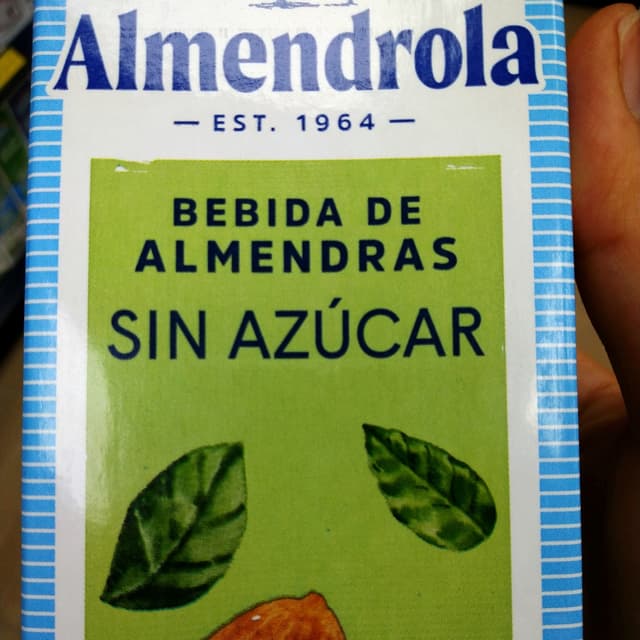 Almendrola
— EST. 1964 —
BEBIDA DE
ALMENDRAS
SIN AZÚCAR